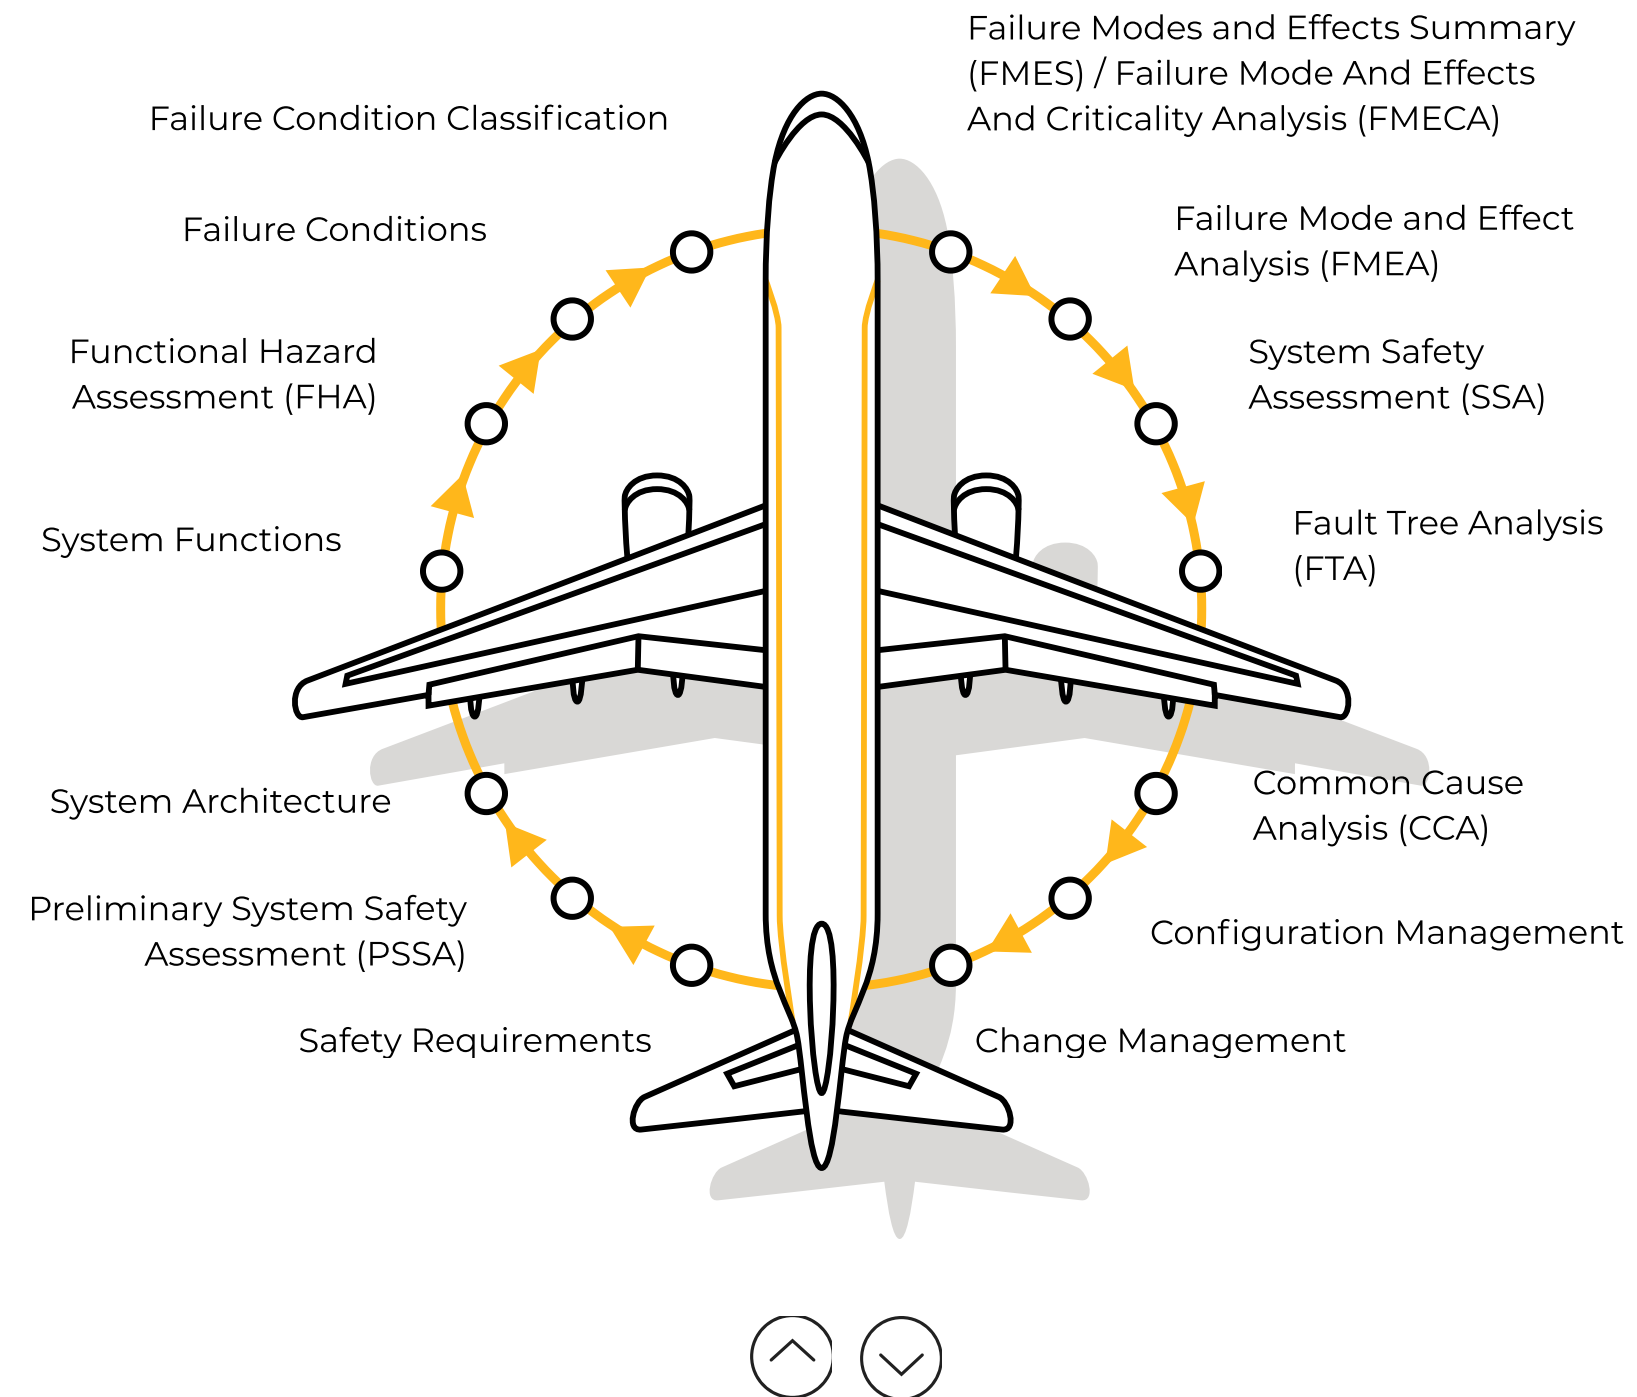 Failure Modes and Effects Summary
(FMES) / Failure Mode And Effects
And Criticality Analysis (FMECA)
Failure Condition Classification
Failure Mode and Effect
Analysis (FMEA)
Failure Conditions
System Safety
Assessment (SSA)
Functional Hazard
Assessment (FHA)
Fault Tree Analysis
(FTA)
System Functions
Common Cause
Analysis (CCA)
System Architecture
Configuration Management
Preliminary System Safety
Assessment (PSSA)
Safety Requirements
Change Management